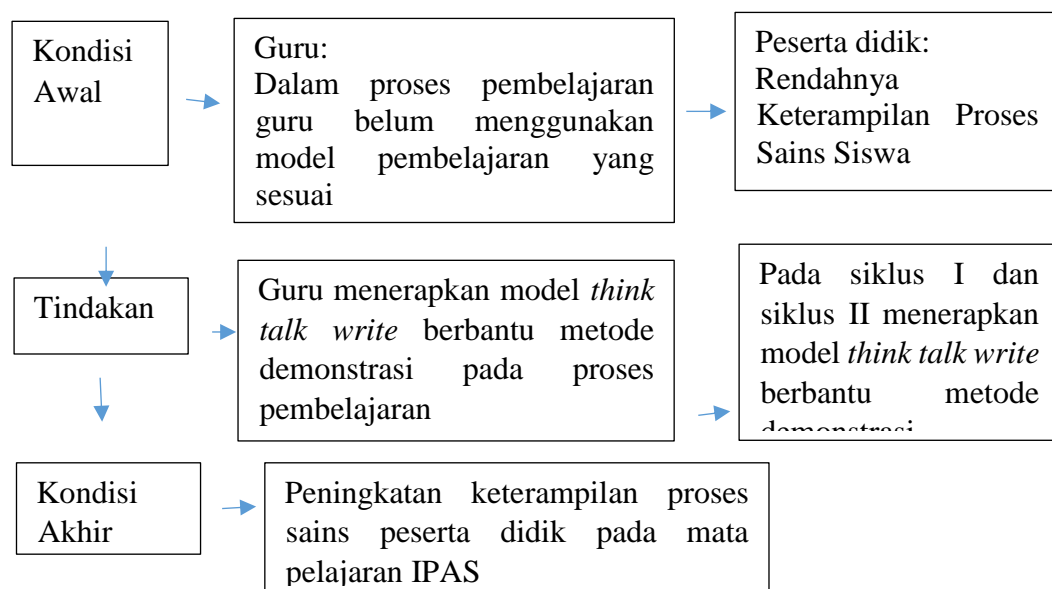 Kondisi
Awal
Guru:
Dalam proses pembelajaran
guru belum menggunakan
model pembelajaran yang
sesuai
Peserta didik:
Rendahnya
Keterampilan Proses
Sains Siswa
Tindakan
Guru menerapkan model think
talk write berbantu metode
demonstrasi pada proses
pembelajaran
Pada siklus I dan
siklus II menerapkan
model think talk write
berbantu metode
demonstrasi
Kondisi
Akhir
Peningkatan keterampilan proses
sains peserta didik pada mata
pelajaran IPAS